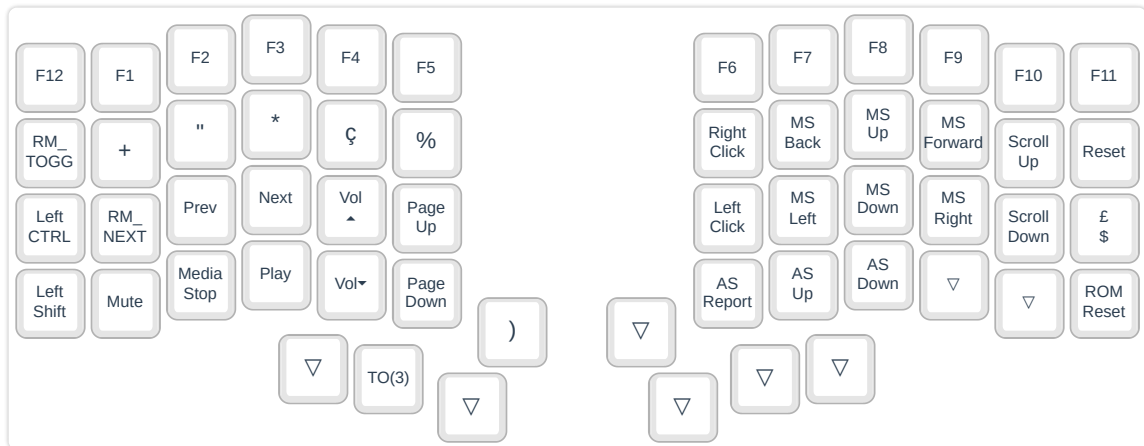 F12
F1
F2
F3
F4
F5
F6
F7
F8
F9
F10
F11
RM_
TOGG
+
"
*
ç
%
Right
Click
MS
Back
MS
Up
MS
Forward
Scroll
Up
Reset
Left
CTRL
RM_
NEXT
Prev
Next
Vol
Page
Up
Left
Click
MS
Left
MS
Down
MS
Right
Scroll
Down
£
$
Left
Shift
Mute
Media
Stop
Play
Vol
Page
Down
AS
Report
AS
Up
AS
Down
▽
▽
ROM
Reset
▽
TO(3)
)
▽
▽
▽
▽
▽